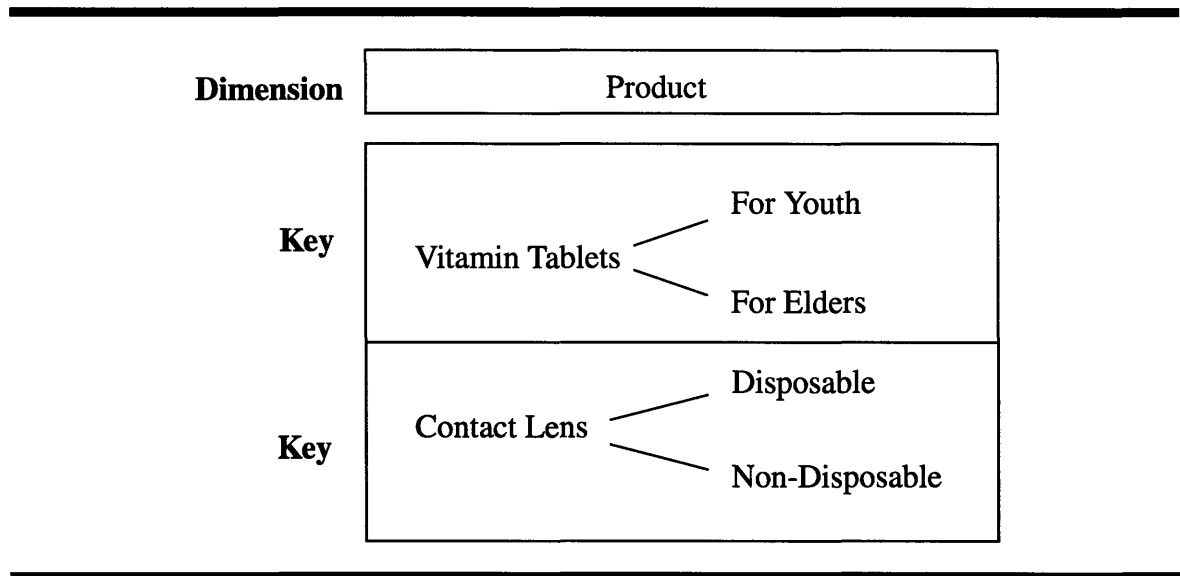 Dimension Product
Key
Vitamin Tablets
For Youth
For Elders
Key
Contact Lens
Disposable
Non-Disposable